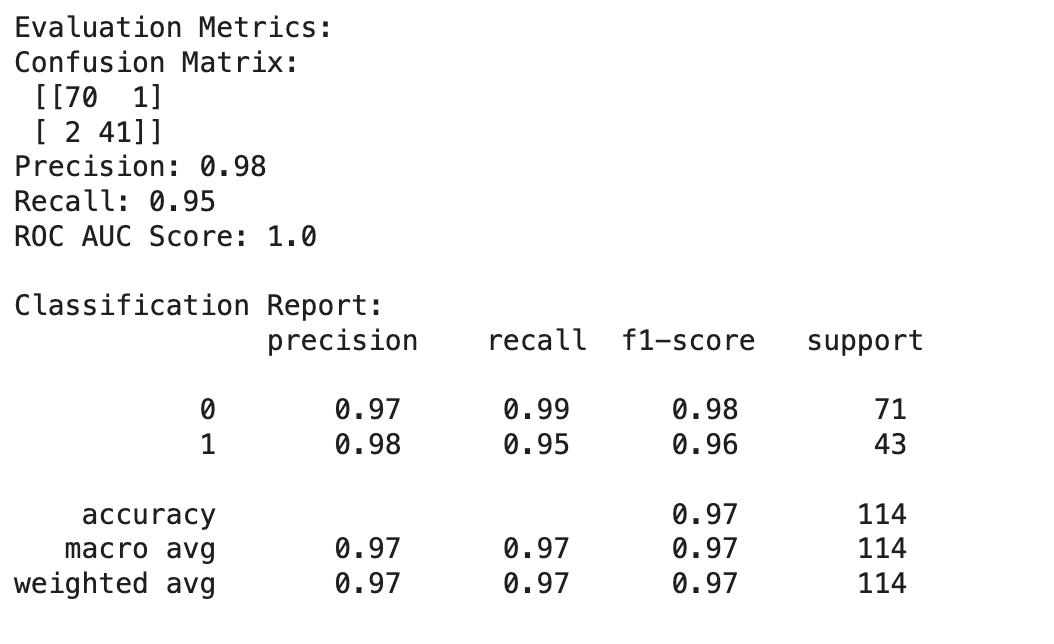 Evaluation Metrics:
Confusion Matrix:
[[70 1]
[ 2 41]]
Precision: 0.98
Recall: 0.95
ROC AUC Score: 1.0
Classification Report:
precision recall f1-score support
0 0.97 0.99 0.98 71
1 0.98 0.95 0.96 43
accuracy 0.97 114
macro avg 0.97 0.97 0.97 114
weighted avg 0.97 0.97 0.97 114